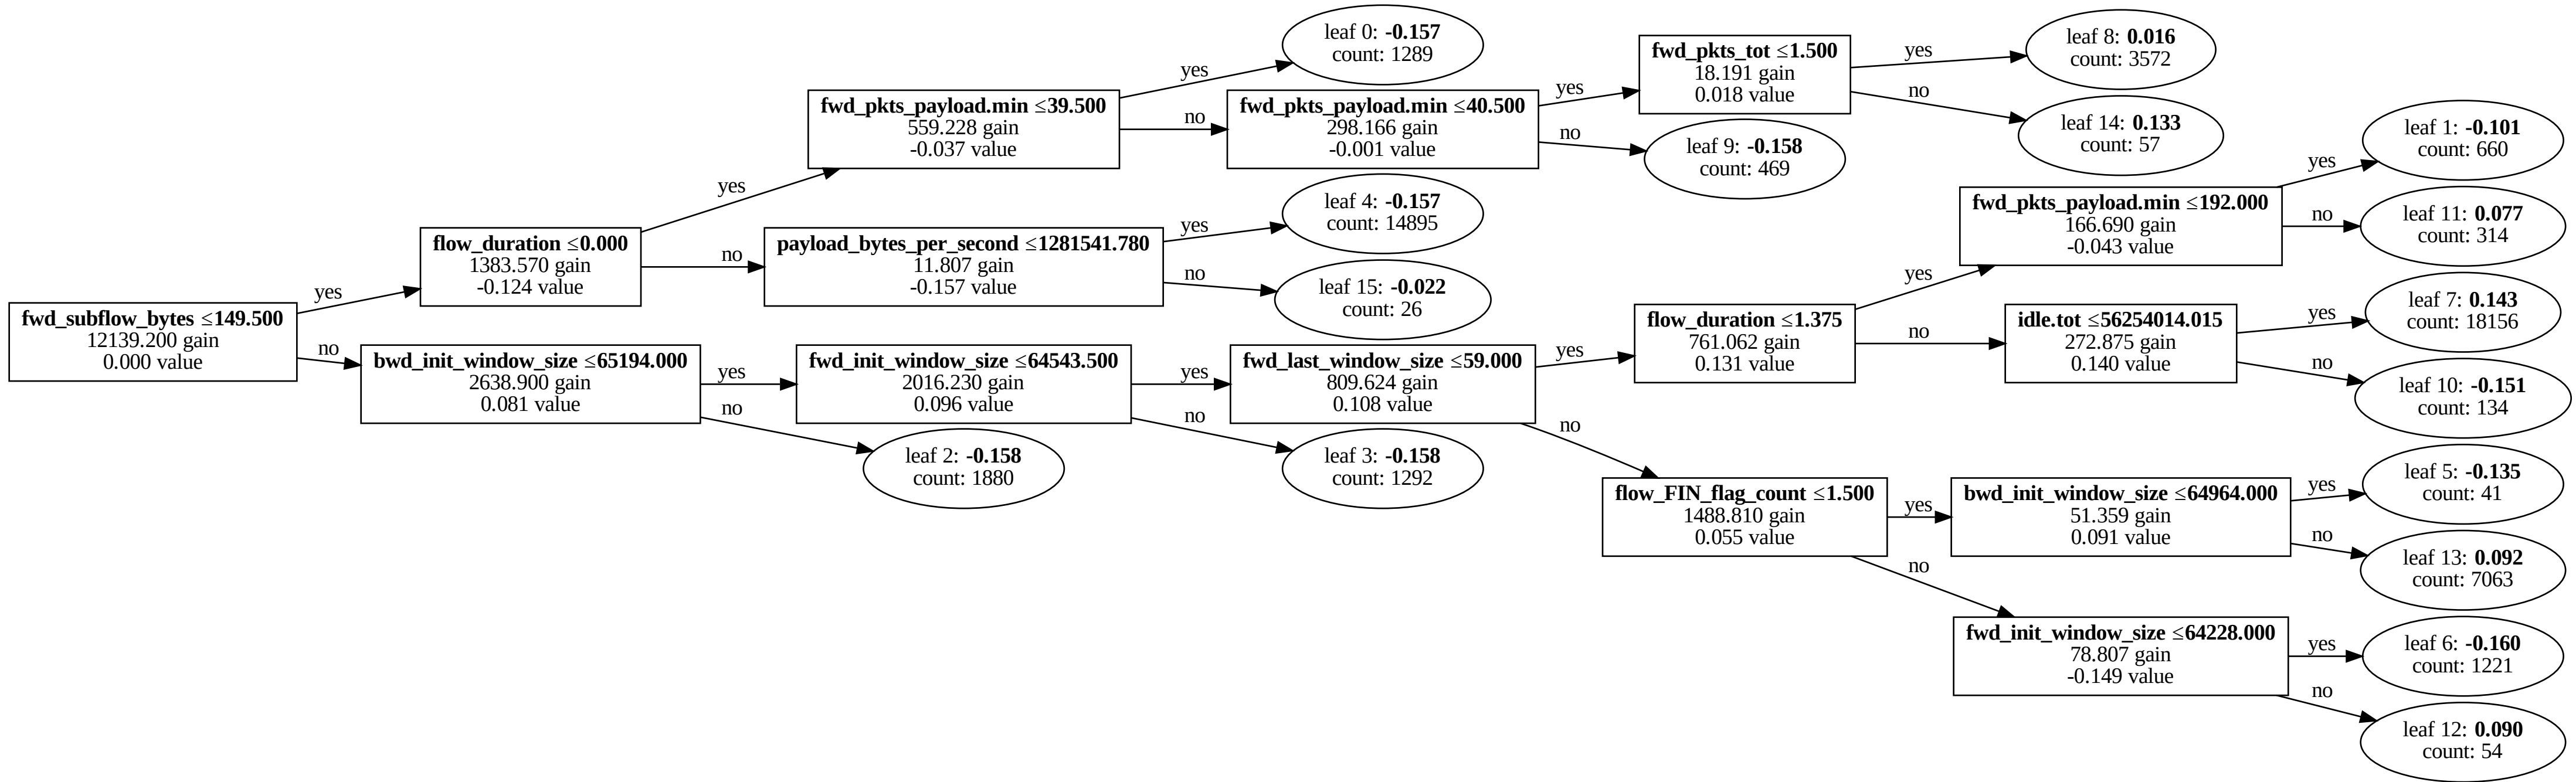 fwd_subflow_bytes ≤149.500
12139.200 gain
0.000 value
yes
no
flow_duration ≤0.000
1383.570 gain
-0.124 value
yes
no
bwd_init_window_size ≤65194.000
2638.900 gain
0.081 value
yes
no
fwd_pkts_payload.min ≤39.500
559.228 gain
-0.037 value
yes
no
payload_bytes_per_second ≤1281541.780
11.807 gain
-0.157 value
yes
no
fwd_init_window_size ≤64543.500
2016.230 gain
0.096 value
yes
no
leaf 2: -0.158
count: 1880
leaf 0: -0.157
count: 1289
fwd_pkts_payload.min ≤40.500
298.166 gain
-0.001 value
yes
no
leaf 4: -0.157
count: 14895
leaf 15: -0.022
count: 26
fwd_last_window_size ≤59.000
809.624 gain
0.108 value
yes
no
leaf 3: -0.158
count: 1292
fwd_pkts_tot ≤1.500
18.191 gain
0.018 value
yes
no
leaf 9: -0.158
count: 469
flow_duration ≤1.375
761.062 gain
0.131 value
yes
no
flow_FIN_flag_count ≤1.500
1488.810 gain
0.055 value
yes
no
leaf 8: 0.016
count: 3572
leaf 14: 0.133
count: 57
fwd_pkts_payload.min ≤192.000
166.690 gain
-0.043 value
yes
no
idle.tot ≤56254014.015
272.875 gain
0.140 value
yes
no
bwd_init_window_size ≤64964.000
51.359 gain
0.091 value
yes
no
fwd_init_window_size ≤64228.000
78.807 gain
-0.149 value
yes
no
leaf 1: -0.101
count: 660
leaf 11: 0.077
count: 314
leaf 7: 0.143
count: 18156
leaf 10: -0.151
count: 134
leaf 5: -0.135
count: 41
leaf 13: 0.092
count: 7063
leaf 6: -0.160
count: 1221
leaf 12: 0.090
count: 54